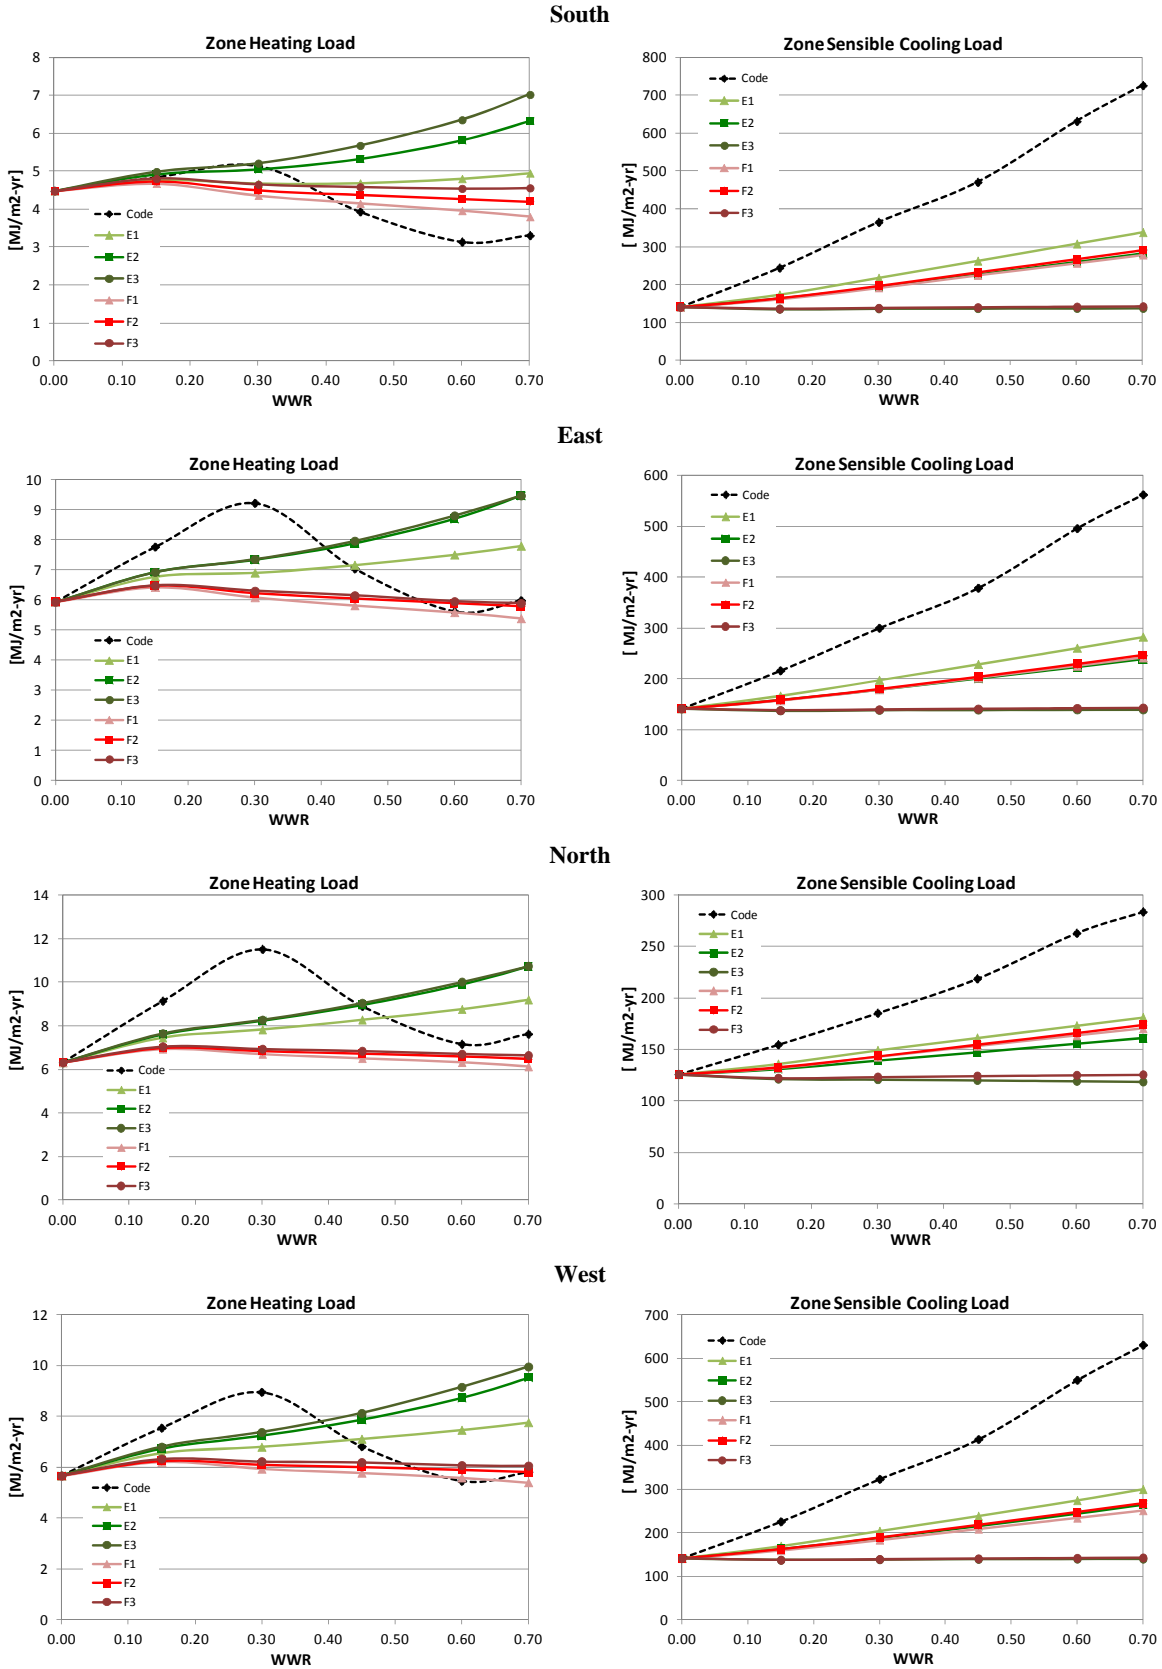 South
Zone Heating Load
[MJ/m2-yr]
8
7
6
5
4
3
2
1
0
Code
E1
E2
E3
F1
F2
F3
0.00 0.10 0.20 0.30 0.40 0.50 0.60 0.70
WWR
Zone Sensible Cooling Load
[ MJ/m2-yr]
800
700
600
500
400
300
200
100
0
Code
E1
E2
E3
F1
F2
F3
0.00 0.10 0.20 0.30 0.40 0.50 0.60 0.70
WWR
East
Zone Heating Load
[MJ/m2-yr]
10
9
8
7
6
5
4
3
2
1
0
Code
E1
E2
E3
F1
F2
F3
0.00 0.10 0.20 0.30 0.40 0.50 0.60 0.70
WWR
Zone Sensible Cooling Load
[ MJ/m2-yr]
600
500
400
300
200
100
0
Code
E1
E2
E3
F1
F2
F3
0.00 0.10 0.20 0.30 0.40 0.50 0.60 0.70
WWR
North
Zone Heating Load
[MJ/m2-yr]
14
12
10
8
6
4
2
0
Code
E1
E2
E3
F1
F2
F3
0.00 0.10 0.20 0.30 0.40 0.50 0.60 0.70
WWR
Zone Sensible Cooling Load
[ MJ/m2-yr]
300
250
200
150
100
50
0
Code
E1
E2
E3
F1
F2
F3
0.00 0.10 0.20 0.30 0.40 0.50 0.60 0.70
WWR
West
Zone Heating Load
[MJ/m2-yr]
12
10
8
6
4
2
0
Code
E1
E2
E3
F1
F2
F3
0.00 0.10 0.20 0.30 0.40 0.50 0.60 0.70
WWR
Zone Sensible Cooling Load
[ MJ/m2-yr]
700
600
500
400
300
200
100
0
Code
E1
E2
E3
F1
F2
F3
0.00 0.10 0.20 0.30 0.40 0.50 0.60 0.70
WWR